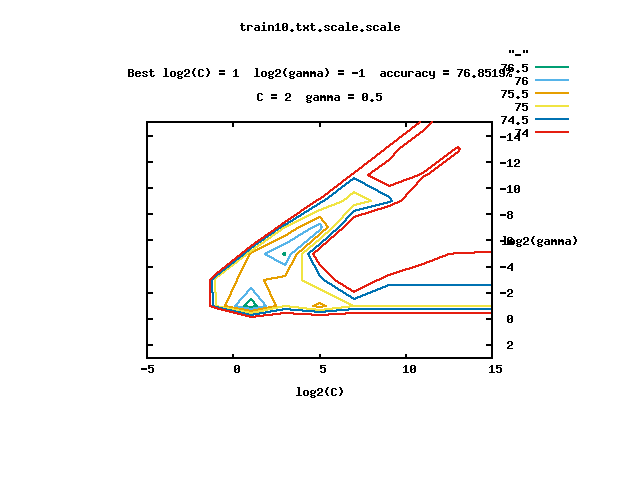 train10.txt.scale.scale
"-"
Best log2(C) = 1 log2(gamma) = -1 accuracy = 76.8519%
C = 2 gamma = 0.5
76.5
76
75.5
75
74.5
74
-14
-12
-10
-8
-6
log2(gamma)
-4
-2
0
2
-5 0 5 10 15
log2(C)